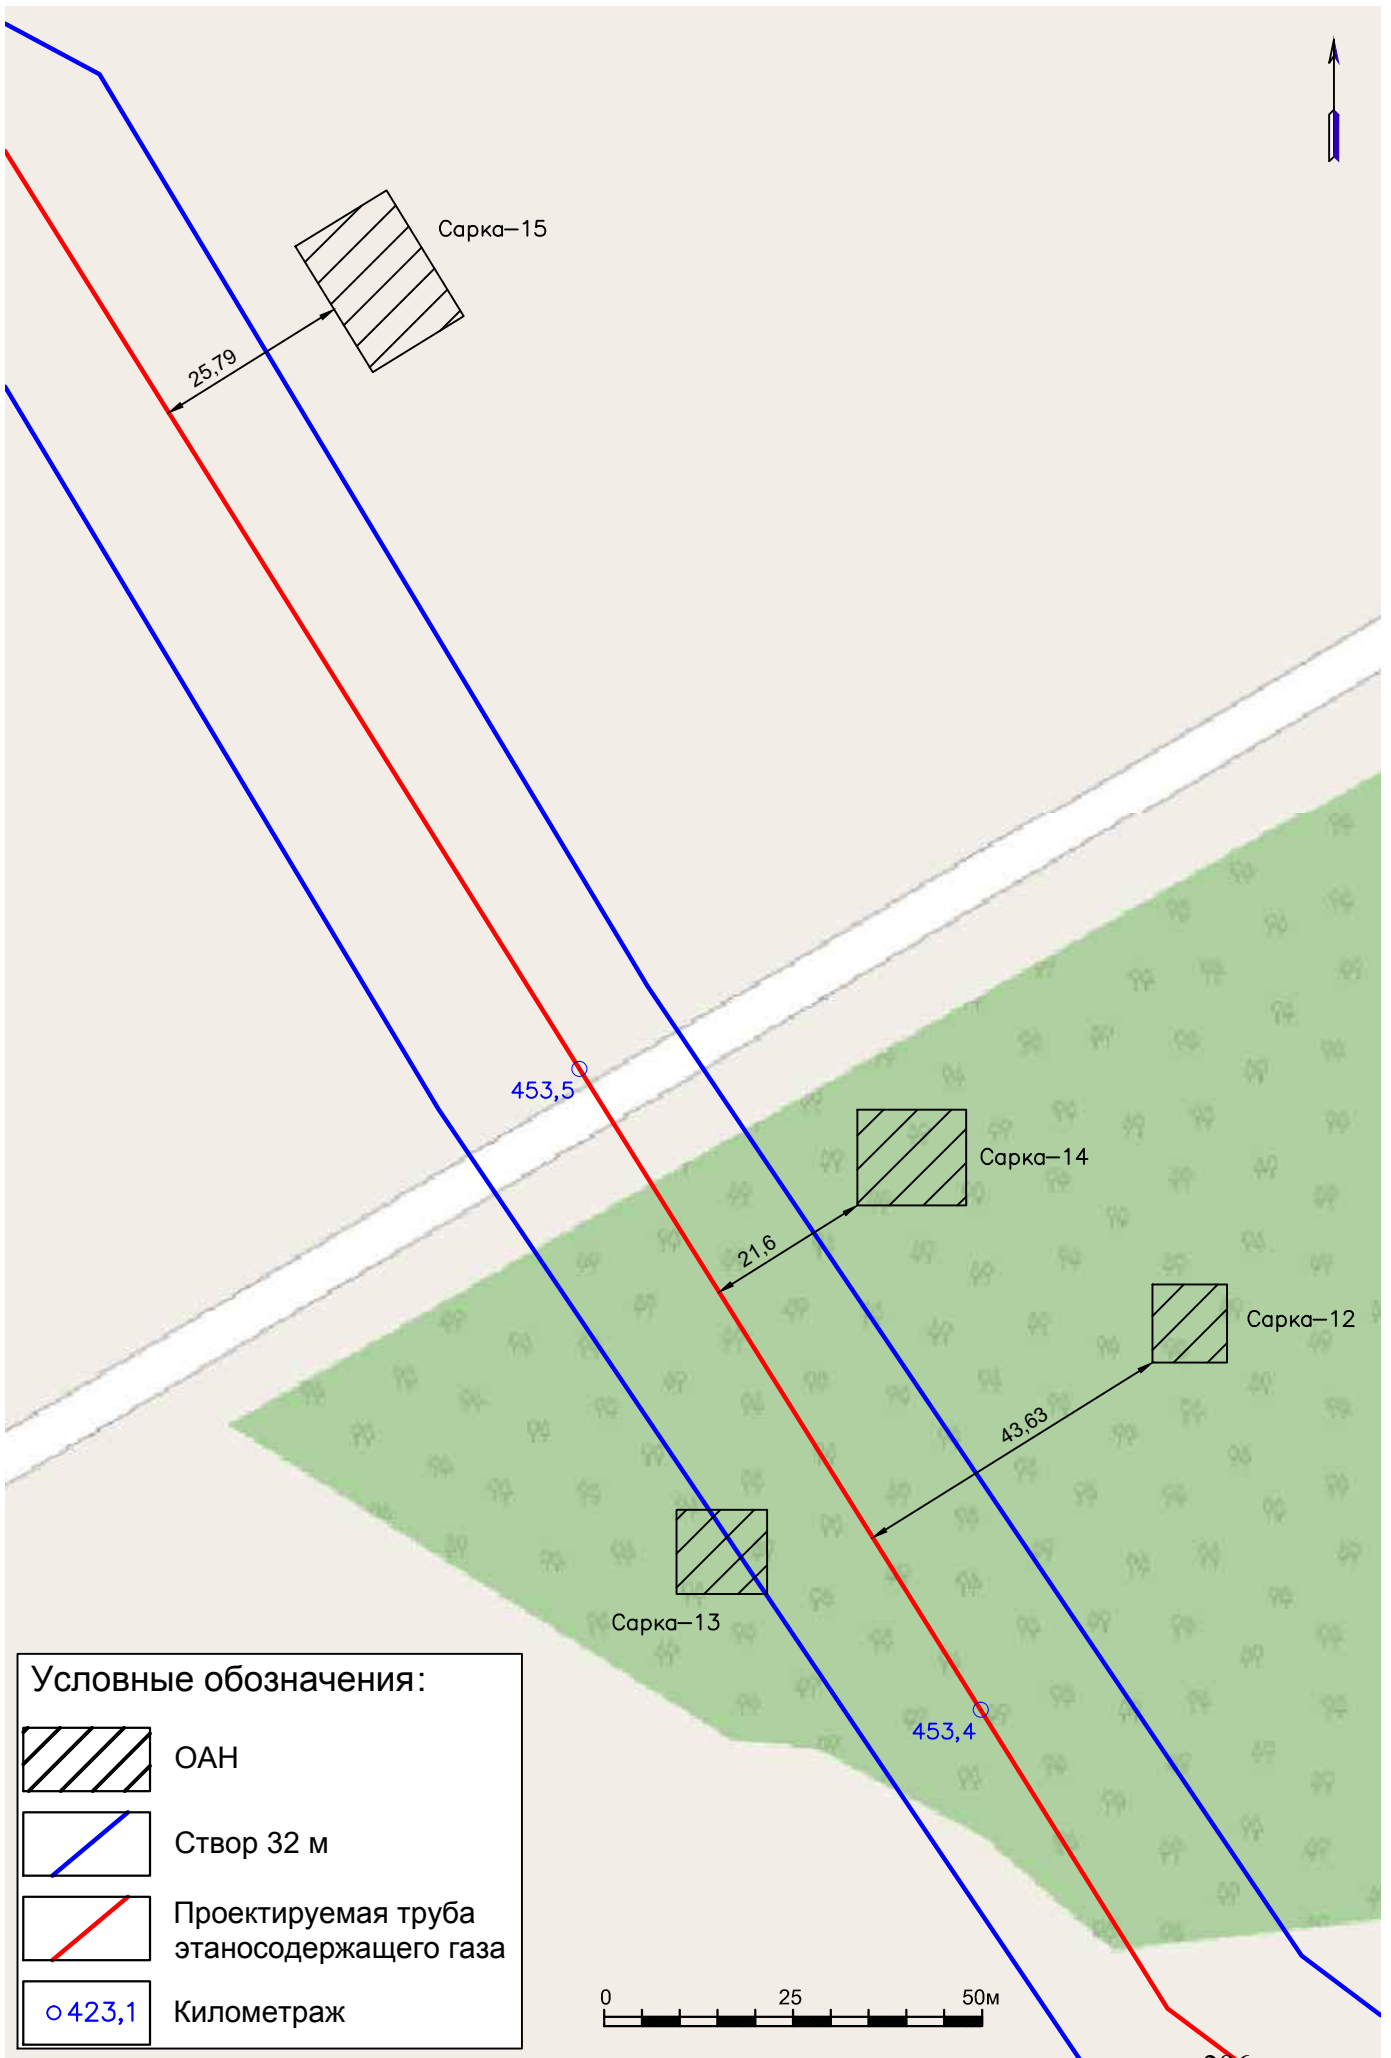 Сарка-15
25,79
453,5
Сарка-14
21,6
Сарка-12
43,63
Сарка-13
453,4
Условные обозначения:
ОАН
Створ 32 м
Проектируемая труба
этаносодержащего газа
423,1 Километраж
0 25 50м